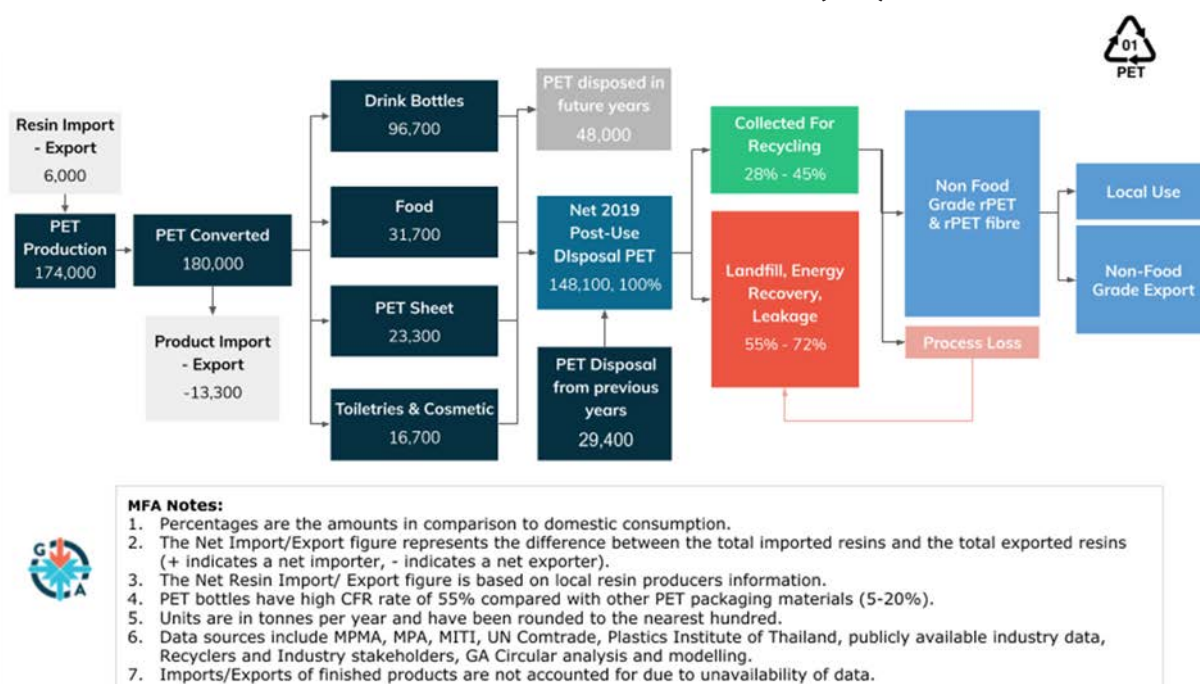 01
PET
Resin Import
- Export
6,000
PET
Production
174,000
PET Converted
180,000
Product Import
- Export
-13,300
Drink Bottles
96,700
Food
31,700
PET Sheet
23,300
Toiletries & Cosmetic
16,700
PET disposed in
future years
48,000
Net 2019
Post-Use
DIsposal PET
148,100, 100%
PET Disposal
from previous
years
29,400
Collected For
Recycling
28% - 45%
Landfill, Energy
Recovery,
Leakage
55% - 72%
Non Food
Grade rPET
& rPET fibre
Process Loss
Local Use
Non-Food
Grade Export
G
A
MFA Notes:
1. Percentages are the amounts in comparison to domestic consumption.
2. The Net Import/Export figure represents the difference between the total imported resins and the total exported resins
(+ indicates a net importer, - indicates a net exporter).
3. The Net Resin Import/ Export figure is based on local resin producers information.
4. PET bottles have high CFR rate of 55% compared with other PET packaging materials (5-20%).
5. Units are in tonnes per year and have been rounded to the nearest hundred.
6. Data sources include MPMA, MPA, MITI, UN Comtrade, Plastics Institute of Thailand, publicly available industry data,
Recyclers and Industry stakeholders, GA Circular analysis and modelling.
7. Imports/Exports of finished products are not accounted for due to unavailability of data.